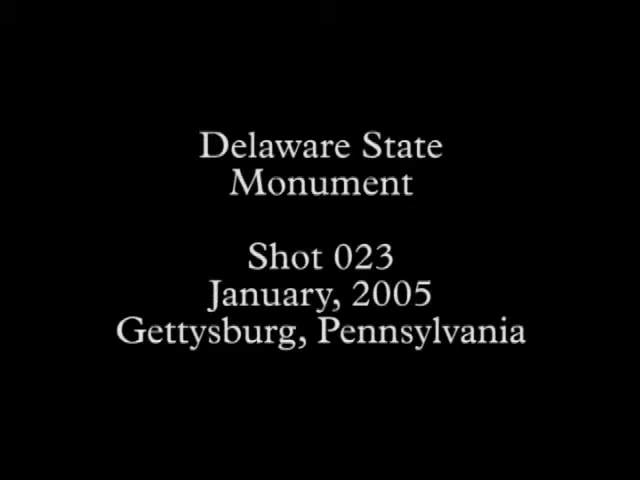 Delaware State
Monument
Shot 023
January, 2005
Gettysburg, Pennsylvania